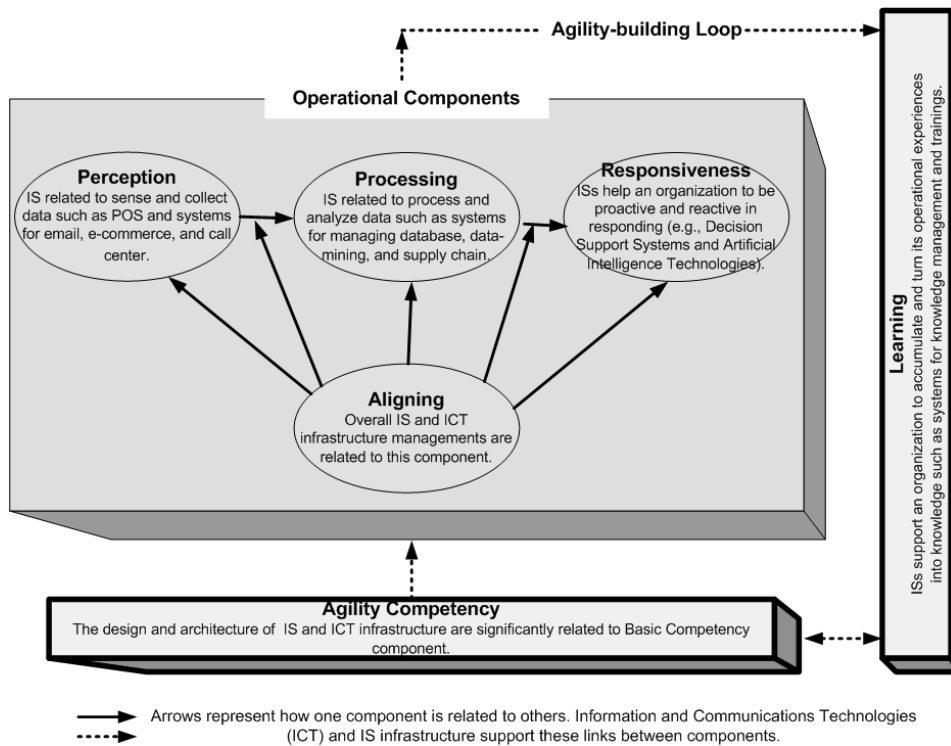 Agility-building Loop
Operational Components
Perception
IS related to sense and collect
data such as POS and systems
for email, e-commerce, and call
center.
Processing
IS related to process and
analyze data such as systems
for managing database, data-
mining, and supply chain.
Responsiveness
ISs help an organization to be
proactive and reactive in
responding (e.g., Decision
Support Systems and Artificial
Intelligence Technologies).
Aligning
Overall IS and ICT
infrastructure managements are
related to this component.
Learning
ISs support an organization to accumulate and turn its operational experiences
into knowledge such as systems for knowledge management and trainings.
Agility Competency
The design and architecture of IS and ICT infrastructure are significantly related to Basic Competency
component.
Arrows represent how one component is related to others. Information and Communications Technologies
(ICT) and IS infrastructure support these links between components.